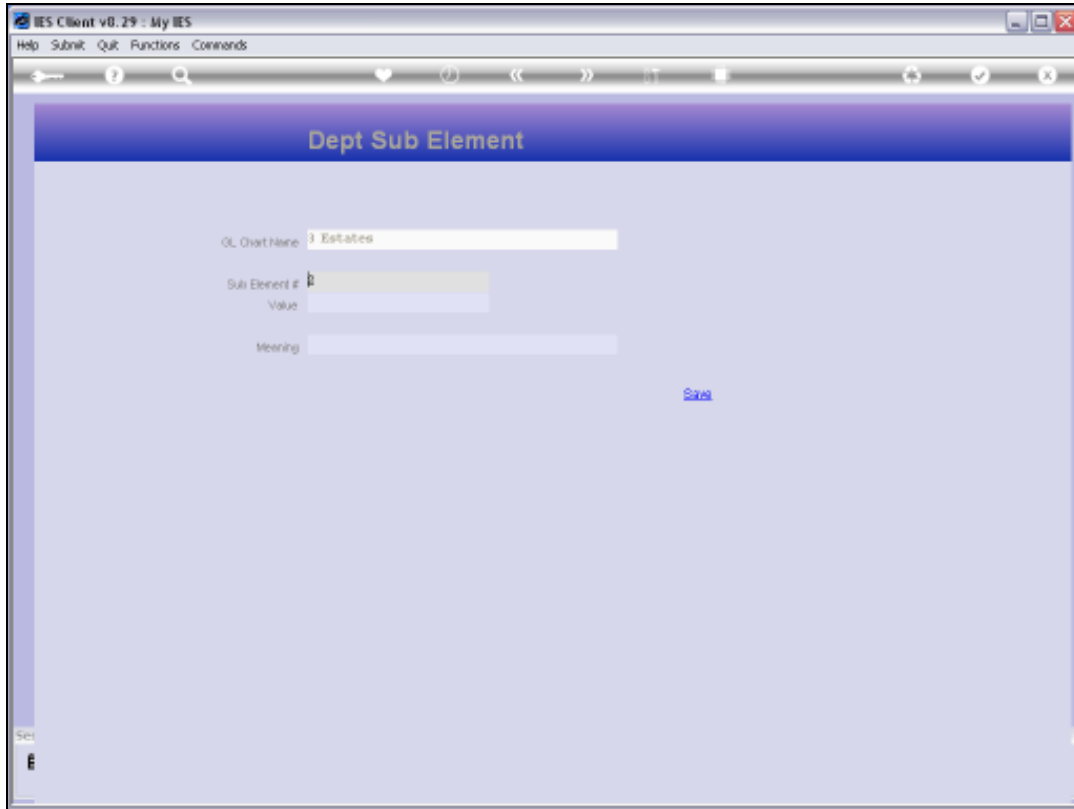 IES Client v8.29 : My IES
Help Submit Quit Functions Commands
Dept Sub Element
GL Chart Name 3 Estates
Sub Element # 2
Value
Meaning
Save